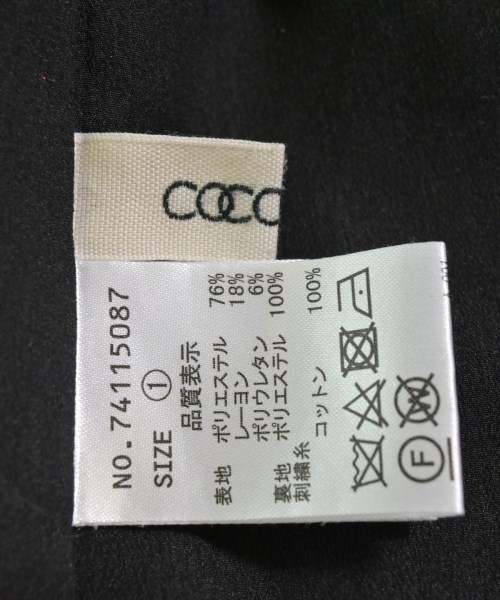 COCO
NO.74115087
SIZE ①
品質表示
表地 ポリエステル 76%
レーヨン 18%
ポリウレタン 6%
裏地 ポリエステル 100%
刺繍糸
コットン 100%
F
W